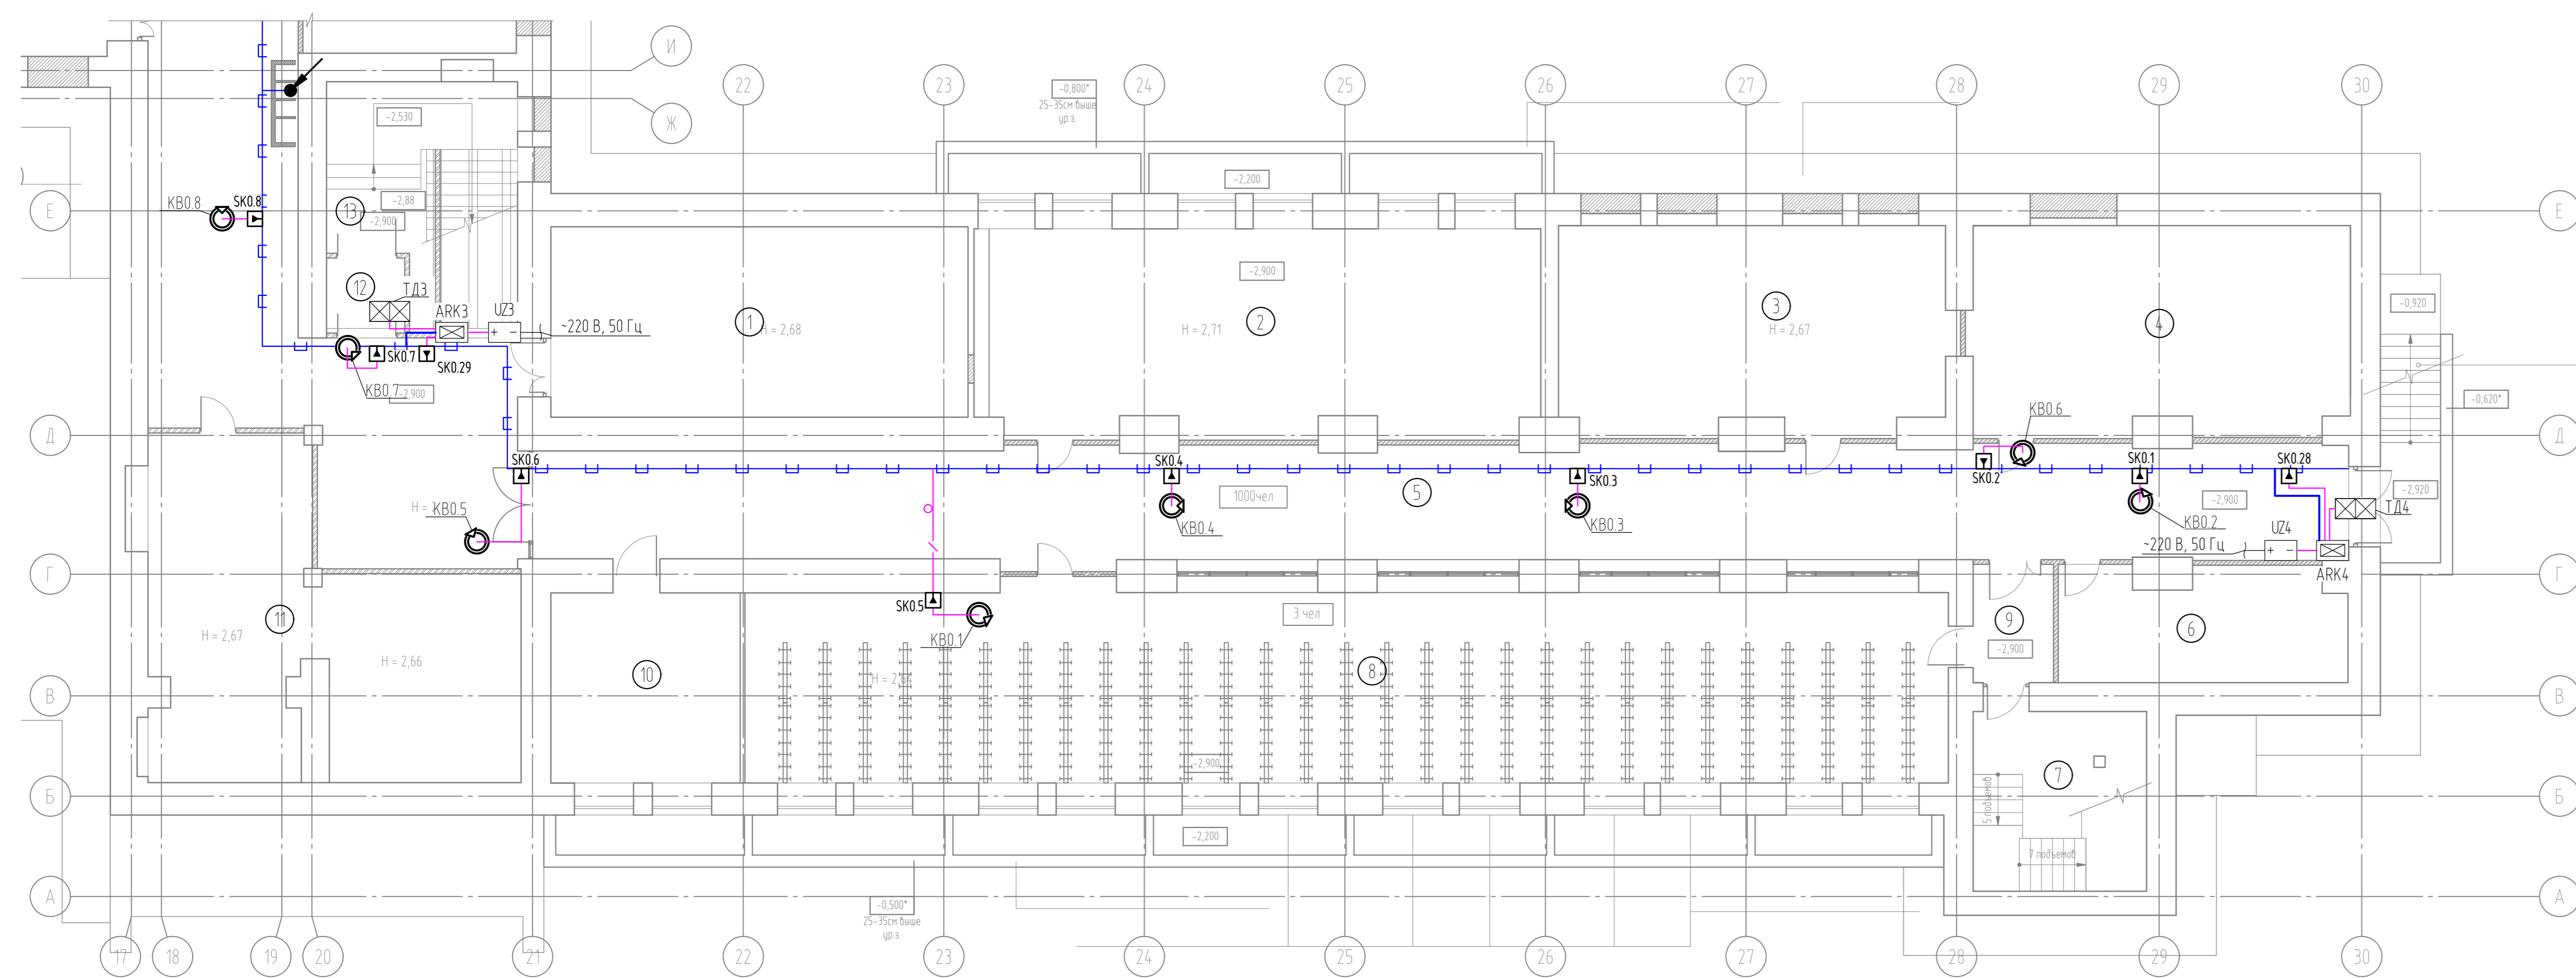 И
Ж
22
23
24
25
26
27
28
29
30
-0,800*
25-35см выше
ур.з.
-2,530
-2,200
-2,88
КВ0.8
SK0.8
13
-2,900
Е
Е
-2,900
12
ТД3
ARK3
UZ3
+ -
~220 В, 50 Гц
1
H = 2,68
2
H = 2,71
3
H = 2,67
4
-0,920
SK0.7
SK0.29
КВ0.7
-2,900
-0,620*
КВ0.6
Д
Д
SK0.6
SK0.4
SK0.3
SK0.2
SK0.1
SK0.28
5
1000чел
-2,900
-2,920
КВ0.5
КВ0.4
КВ0.3
КВ0.2
ТД4
UZ4
~220 В, 50 Гц
+ -
ARK4
Г
Г
SK0.5
КВ0.1
3 чел
11
H = 2,67
H = 2,66
10
8
9
-2,900
6
В
В
-2,900
7
5 подъемов
7 подъемов
Б
Б
-2,200
А
А
-0,500*
25-35см выше
ур.з.
17
18
19
20
21
22
23
24
25
26
27
28
29
30